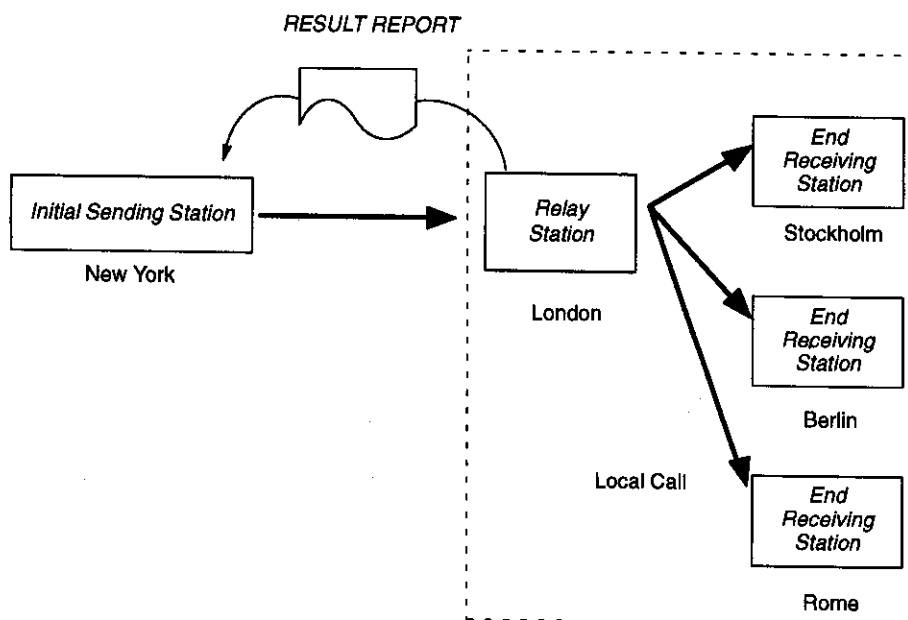 RESULT REPORT
Initial Sending Station
New York
Relay
Station
London
End
Receiving
Station
Stockholm
End
Receiving
Station
Berlin
Local Call
End
Receiving
Station
Rome